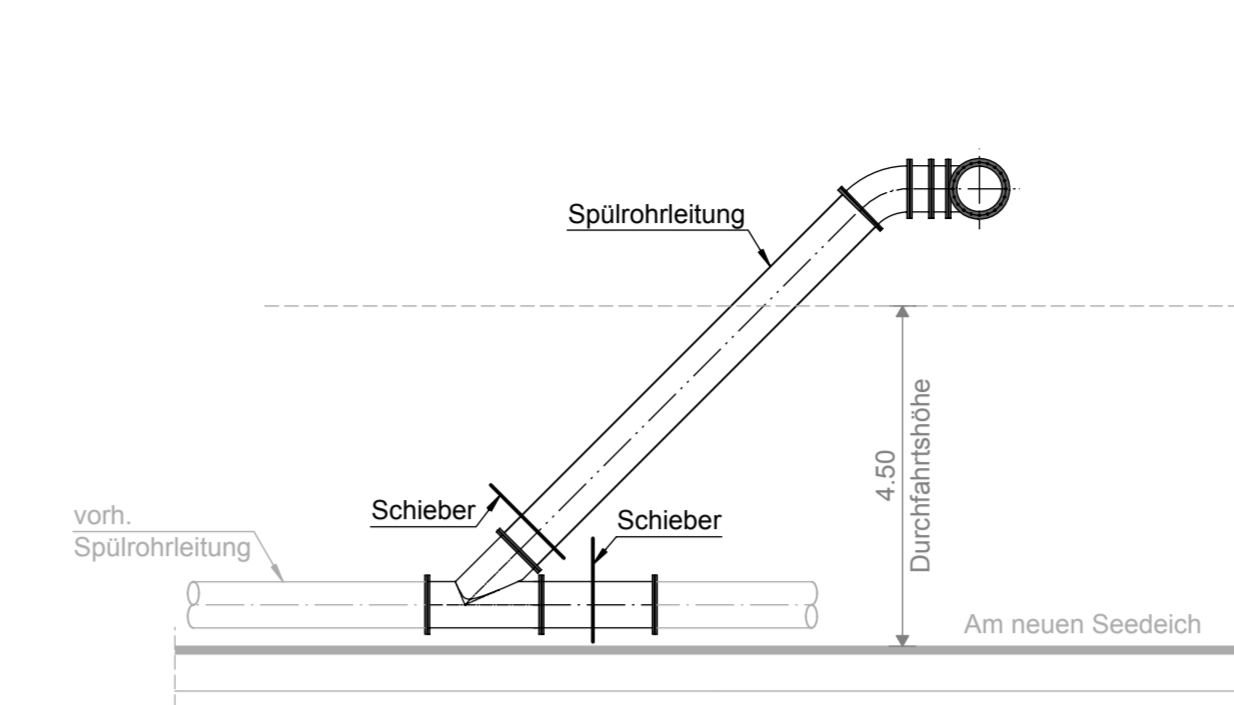 Spülrohrleitung
4.50
Durchfahrtshöhe
Schieber
Schieber
vorh.
Spülrohrleitung
Am neuen Seedeich